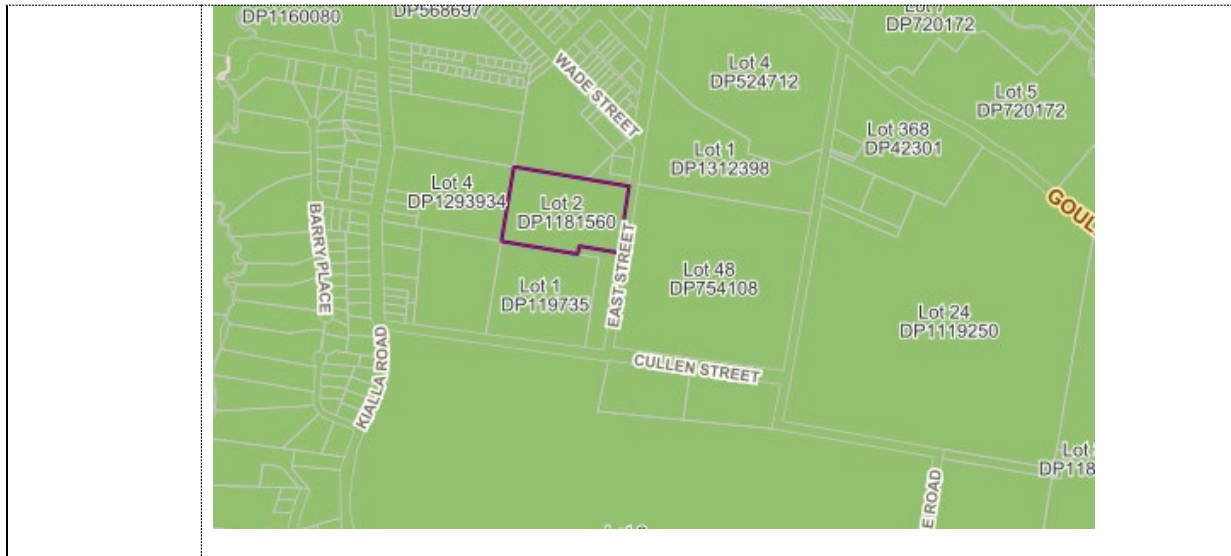 DP1160080
DP568697
DP720172
WADE STREET
Lot 4
DP524712
Lot 5
DP720172
Lot 368
DP42301
Lot 1
DP1312398
Lot 4
DP1293934
Lot 2
DP1181560
BARRY PLACE
EAST STREET
Lot 48
DP754108
Lot 1
DP119735
Lot 24
DP1119250
CULLEN STREET
KIALLA ROAD
Lot
DP118
ROAD